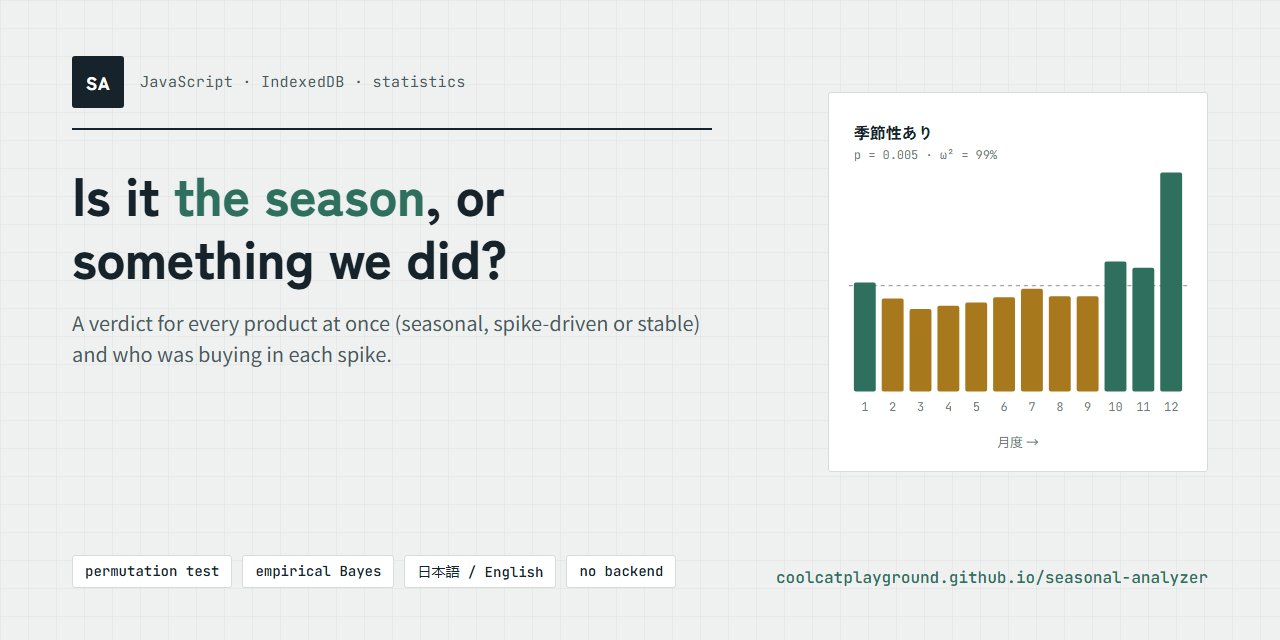 SA
JavaScript · IndexedDB · statistics
Is it the season, or
something we did?
A verdict for every product at once (seasonal, spike-driven or stable)
and who was buying in each spike.
季節性あり
p = 0.005 · ω² = 99%
1 2 3 4 5 6 7 8 9 10 11 12
月度 →
permutation test
empirical Bayes
日本語 / English
no backend
coolcatplayground.github.io/seasonal-analyzer